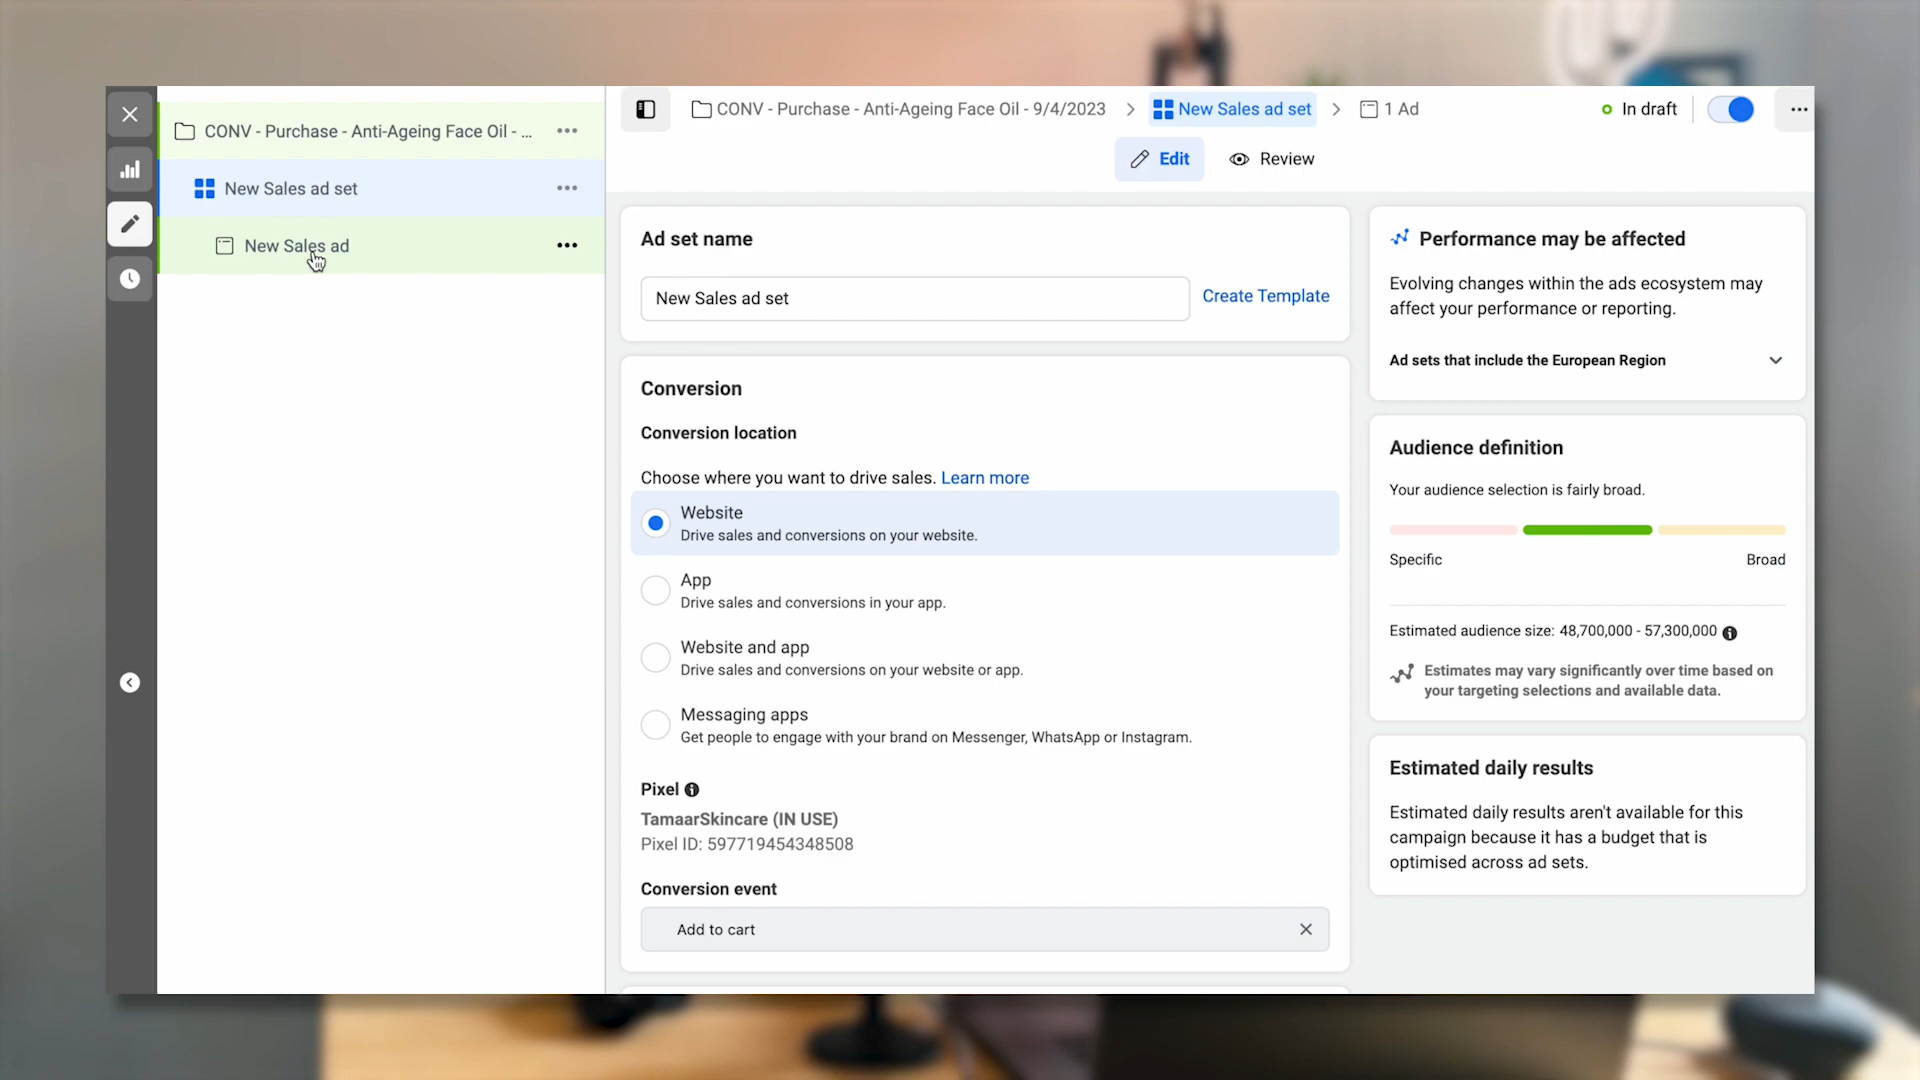 CONV - Purchase - Anti-Ageing Face Oil - ...
New Sales ad set
New Sales ad
CONV - Purchase - Anti-Ageing Face Oil - 9/4/2023 > New Sales ad set > 1 Ad
In draft
Edit
Review
Ad set name
New Sales ad set
Create Template
Conversion
Conversion location
Choose where you want to drive sales. Learn more
Website
Drive sales and conversions on your website.
App
Drive sales and conversions in your app.
Website and app
Drive sales and conversions on your website or app.
Messaging apps
Get people to engage with your brand on Messenger, WhatsApp or Instagram.
Pixel
TamaarSkincare (IN USE)
Pixel ID: 597719454348508
Conversion event
Add to cart
Performance may be affected
Evolving changes within the ads ecosystem may
affect your performance or reporting.
Ad sets that include the European Region
Audience definition
Your audience selection is fairly broad.
Specific
Broad
Estimated audience size: 48,700,000 - 57,300,000
Estimates may vary significantly over time based on
your targeting selections and available data.
Estimated daily results
Estimated daily results aren't available for this
campaign because it has a budget that is
optimised across ad sets.